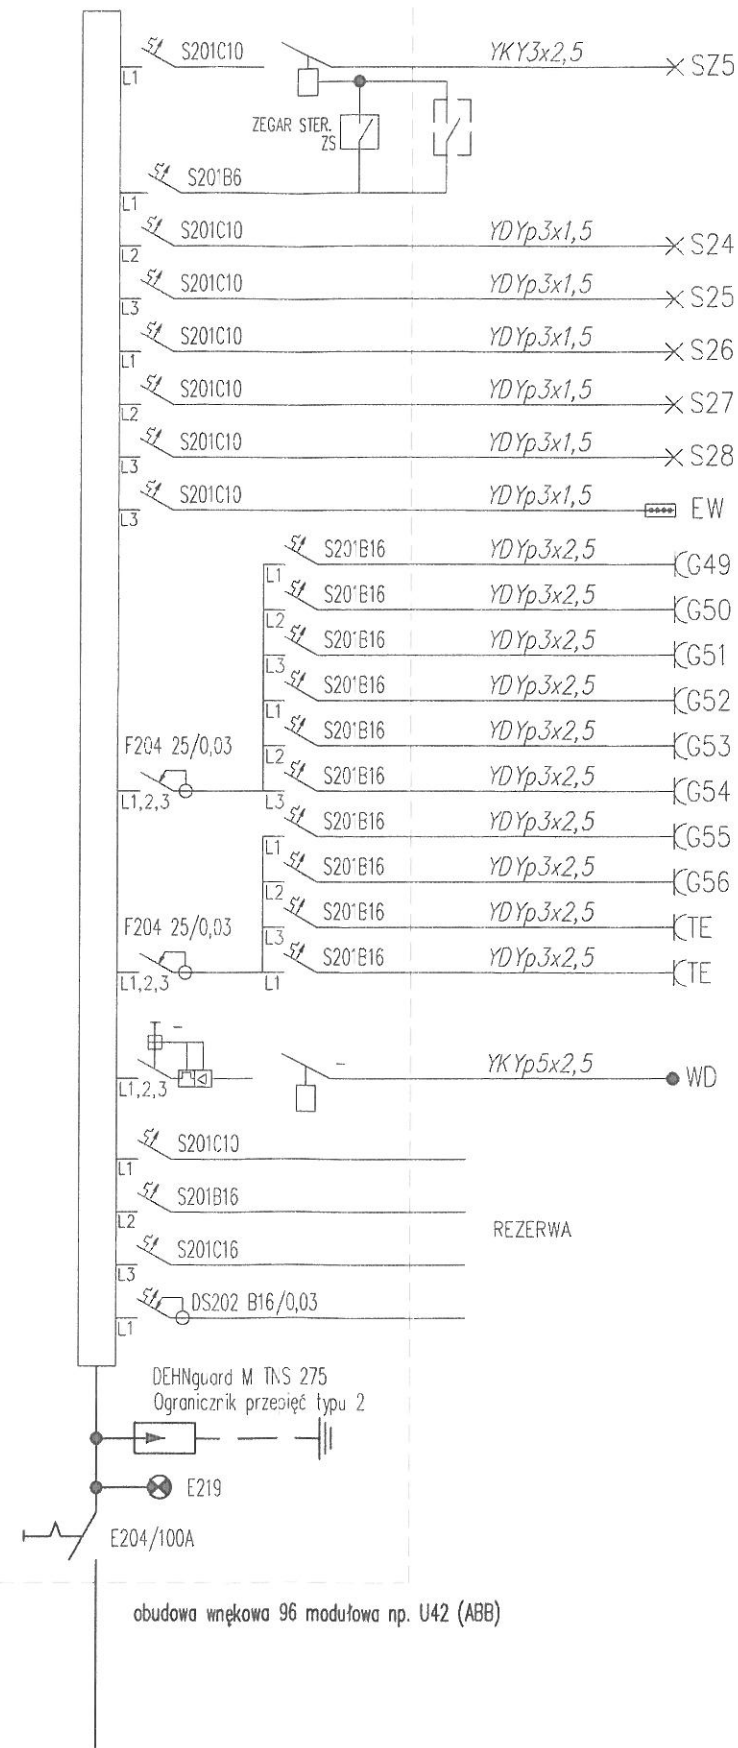 S201C10 YKY3x2,5 SZ5
L1
ZEGAR STER.
ZS
S201B6
L1
S201C10 YDYp3x1,5 S24
L2
S201C10 YDYp3x1,5 S25
L3
S201C10 YDYp3x1,5 S26
L1
S201C10 YDYp3x1,5 S27
L2
S201C10 YDYp3x1,5 S28
L3
S201C10 YDYp3x1,5 EW
L3
S201B16 YDYp3x2,5 G49
L1
S201B16 YDYp3x2,5 G50
L2
S201B16 YDYp3x2,5 G51
L3
S201B16 YDYp3x2,5 G52
L1
S201B16 YDYp3x2,5 G53
F204 25/0,03
L2
S201B16 YDYp3x2,5 G54
L1,2,3
L3
S201B16 YDYp3x2,5 G55
L1
S201B16 YDYp3x2,5 G56
L2
S201B16 YDYp3x2,5 TE
F204 25/0,03
L3
S201B16 YDYp3x2,5 TE
L1,2,3
L1
YKYp5x2,5 WD
L1,2,3
S201C10
L1
S201B16
L2
REZERWA
S201C16
L3
DS202 B16/0,03
L1
DEHNguard M TNS 275
Ogranicznik przepięć typu 2
E219
E204/100A
obudowa wnękowa 96 modułowa np. U42 (ABB)